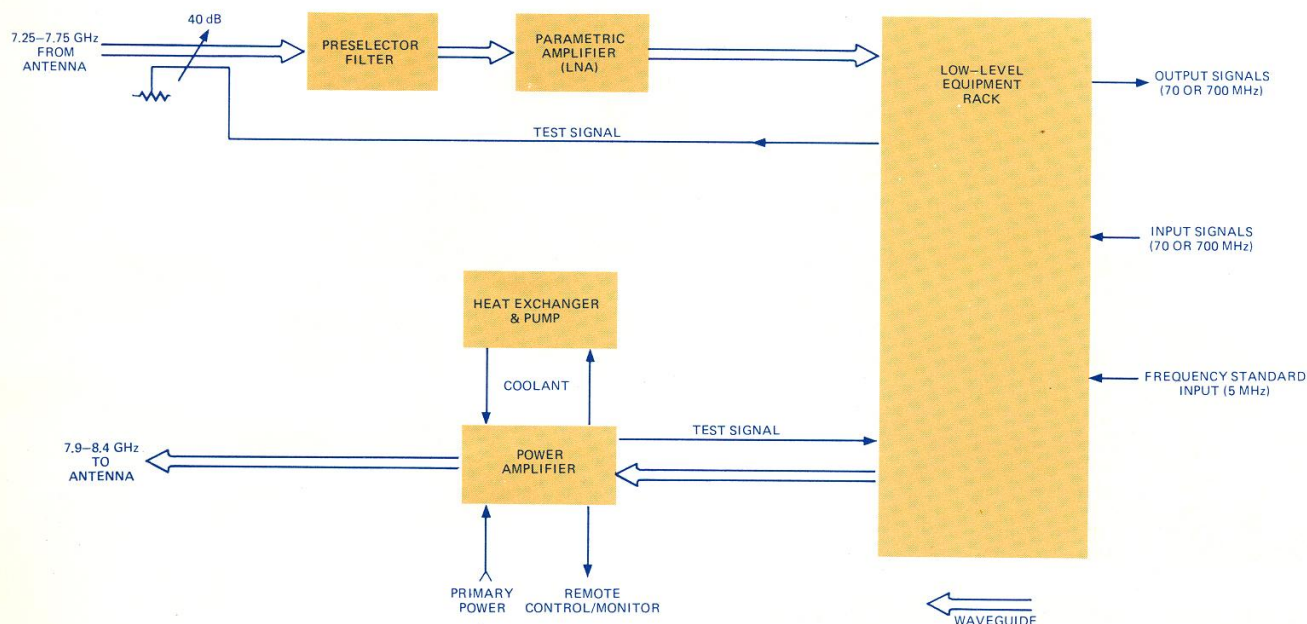 40 dB
7.25–7.75 GHz
FROM
ANTENNA
PRESELECTOR
FILTER
PARAMETRIC
AMPLIFIER
(LNA)
LOW–LEVEL
EQUIPMENT
RACK
OUTPUT SIGNALS
(70 OR 700 MHz)
TEST SIGNAL
INPUT SIGNALS
(70 OR 700 MHz)
HEAT EXCHANGER
& PUMP
COOLANT
FREQUENCY STANDARD
INPUT (5 MHz)
TEST SIGNAL
7.9–8.4 GHz
TO
ANTENNA
POWER
AMPLIFIER
PRIMARY
POWER
REMOTE
CONTROL/MONITOR
WAVEGUIDE